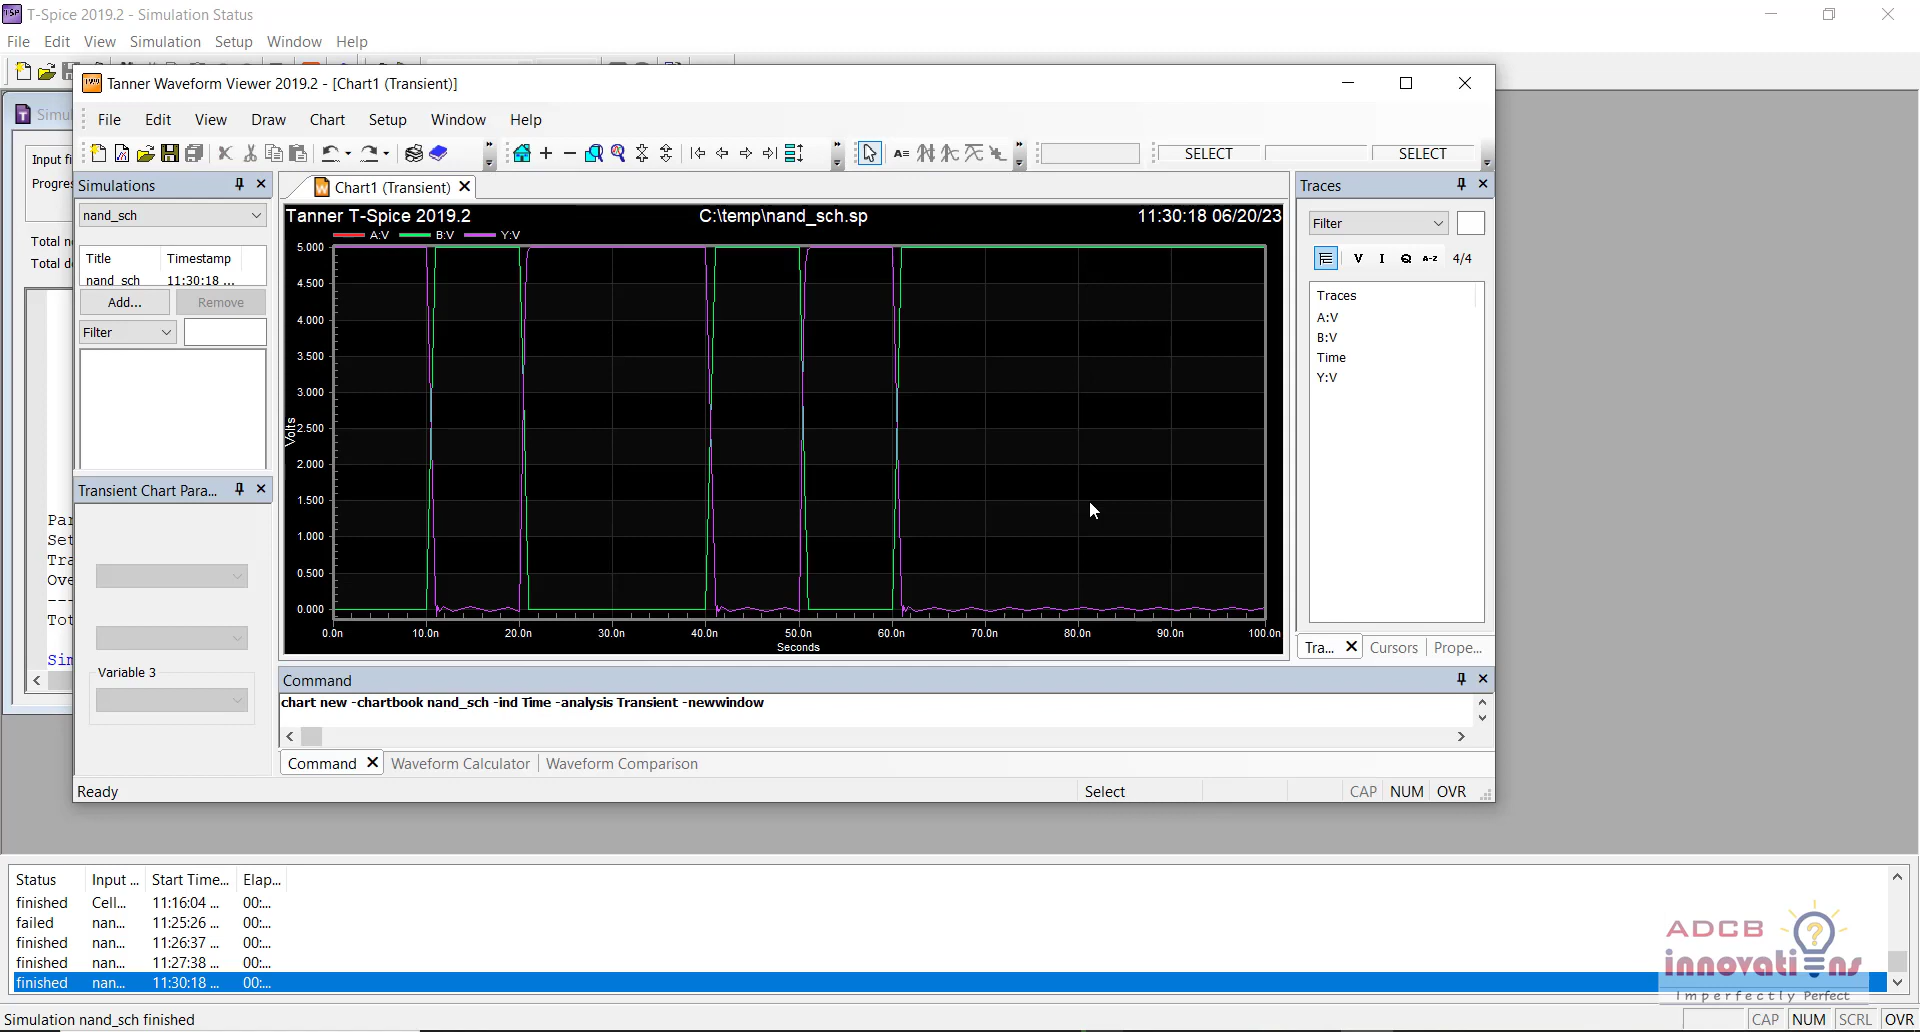 T-Spice 2019.2 - Simulation Status
File Edit View Simulation Setup Window Help
Tanner Waveform Viewer 2019.2 - [Chart1 (Transient)]
File Edit View Draw Chart Setup Window Help
SELECT SELECT
Simu
Input fi
Progres
Total n
Total d
Simulations
nand_sch
Title Timestamp
nand_sch 11:30:18 ...
Add... Remove
Filter
Transient Chart Para...
Variable 3
Par
Set
Tra
Ove
---
Tot
Sim
Chart1 (Transient)
Tanner T-Spice 2019.2 C:\temp\nand_sch.sp 11:30:18 06/20/23
A:V B:V Y:V
5.000
4.500
4.000
3.500
3.000
2.500
2.000
1.500
1.000
0.500
0.000
Volts
0.0n 10.0n 20.0n 30.0n 40.0n 50.0n 60.0n 70.0n 80.0n 90.0n 100.0n
Seconds
Traces
Filter
V I Q A-Z 4/4
Traces
A:V
B:V
Time
Y:V
Tra... Cursors Prope...
Command
chart new -chartbook nand_sch -ind Time -analysis Transient -newwindow
Command Waveform Calculator Waveform Comparison
Ready Select CAP NUM OVR
Status Input ... Start Time... Elap...
finished Cell... 11:16:04 ... 00:...
failed nan... 11:25:26 ... 00:...
finished nan... 11:26:37 ... 00:...
finished nan... 11:27:38 ... 00:...
finished nan... 11:30:18 ... 00:...
ADCB
innovations
Imperfectly Perfect
Simulation nand_sch finished CAP NUM SCRL OVR